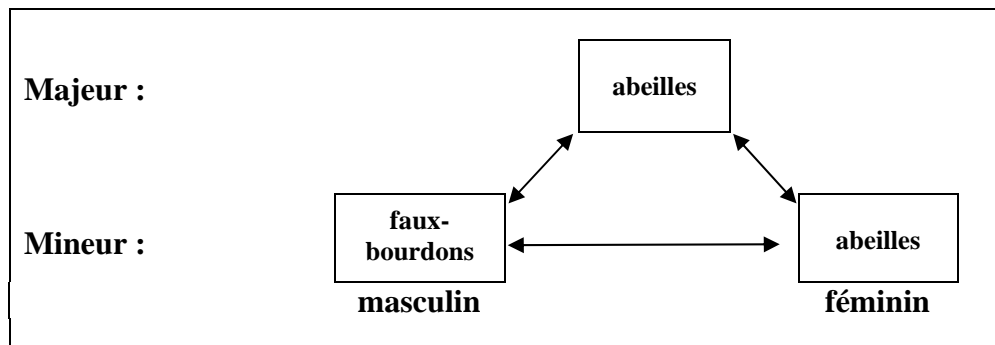 Majeur :
abeilles
Mineur :
faux-
bourdons
abeilles
masculin
féminin